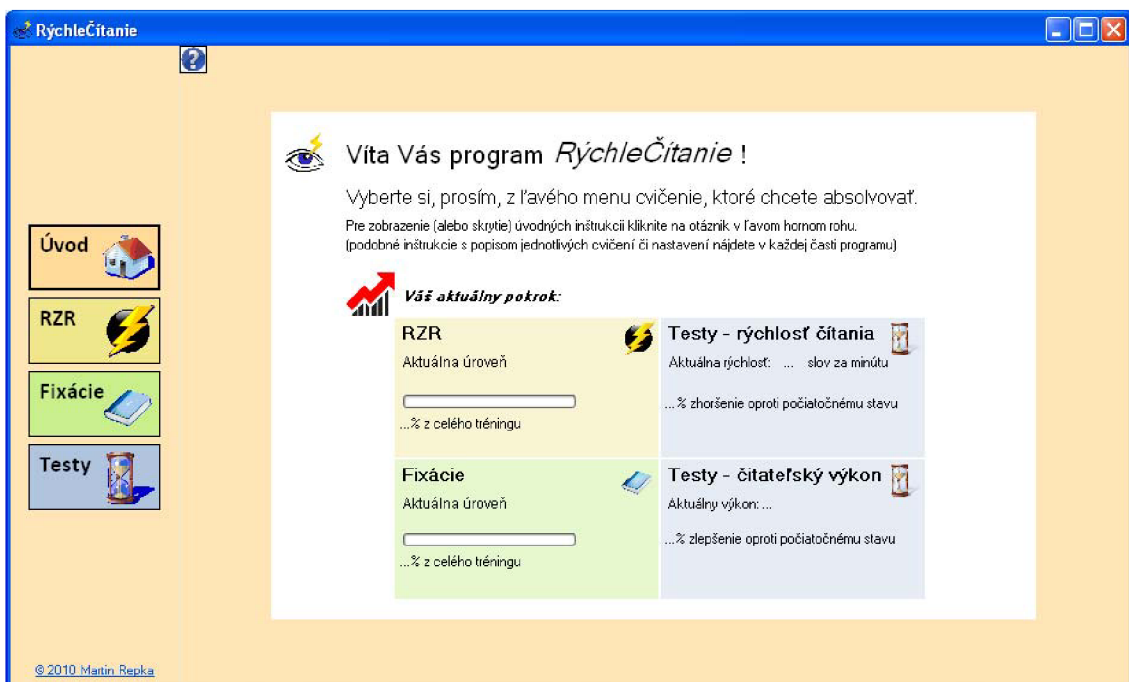 RýchleČítanie
Víta Vás program RýchleČítanie !
Vyberte si, prosím, z ľavého menu cvičenie, ktoré chcete absolvovať.
Pre zobrazenie (alebo skrytie) úvodných inštrukcii kliknite na otáznik v ľavom hornom rohu.
(podobné inštrukcie s popisom jednotlivých cvičení či nastavení nájdete v každej časti programu)
Úvod
RZR
Fixácie
Testy
Váš aktuálny pokrok:
RZR
Aktuálna úroveň
...% z celého tréningu
Testy - rýchlosť čítania
Aktuálna rýchlosť: ... slov za minútu
...% zhoršenie oproti počiatočnému stavu
Fixácie
Aktuálna úroveň
...% z celého tréningu
Testy - čitateľský výkon
Aktuálny výkon: ...
...% zlepšenie oproti počiatočnému stavu
© 2010 Martin Repka